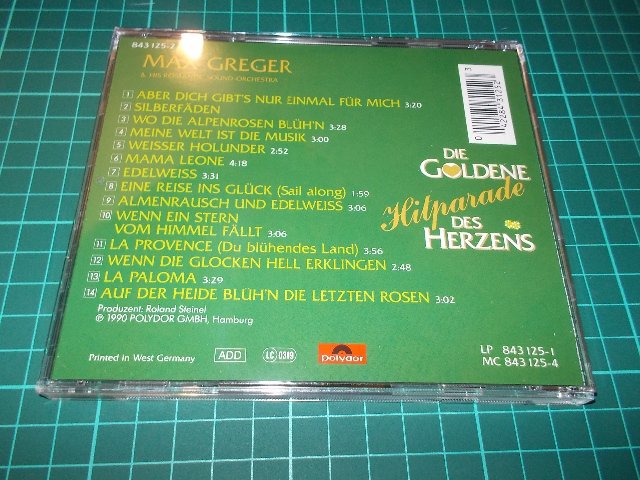 843 125-2
MAX GREGER
& HIS ROMANTIC SOUND-ORCHESTRA
1 ABER DICH GIBT'S NUR EINMAL FÜR MICH 3:20
2 SILBERFÄDEN
3 WO DIE ALPENROSEN BLÜH'N 3:28
4 MEINE WELT IST DIE MUSIK 3:00
5 WEISSER HOLUNDER 2:52
6 MAMA LEONE 4:18
7 EDELWEISS 3:31
8 EINE REISE INS GLÜCK (Sail along) 1:59
9 ALMENRAUSCH UND EDELWEISS 3:06
10 WENN EIN STERN
VOM HIMMEL FÄLLT 3:06
11 LA PROVENCE (Du blühendes Land) 3:56
12 WENN DIE GLOCKEN HELL ERKLINGEN 2:48
13 LA PALOMA 3:29
14 AUF DER HEIDE BLÜH'N DIE LETZTEN ROSEN 3:02
Produzent: Roland Steinel
℗ 1990 POLYDOR GMBH, Hamburg
Printed in West Germany
ADD
LC 0309
Polydor
LP 843 125-1
MC 843 125-4
DIE
GOLDENE
Hitparade
DES
HERZENS
0 42284 31252 3